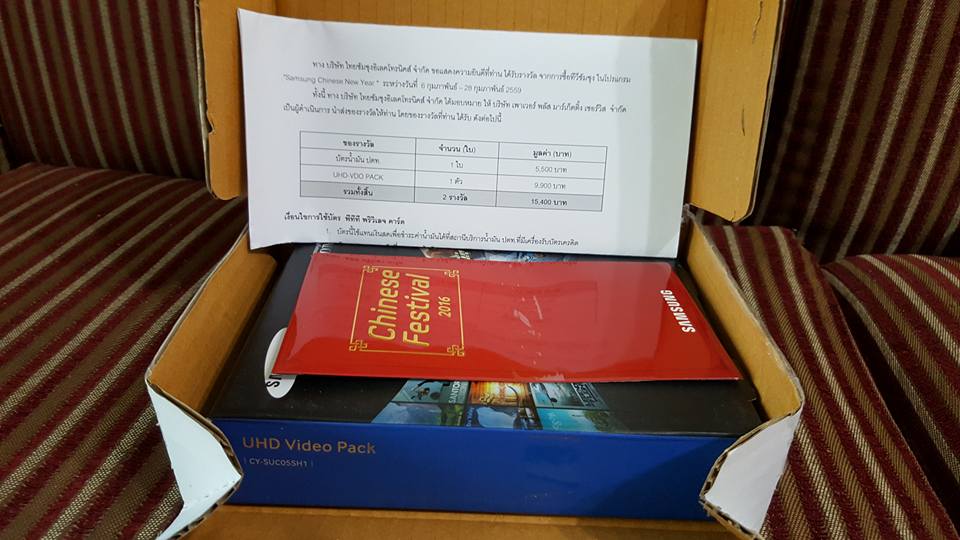 ทาง บริษัท ไทยซัมซุงอิเลคโทรนิคส์ จำกัด ขอแสดงความยินดีที่ท่าน ได้รับรางวัล จากการซื้อทีวีซัมซุง ในโปรแกรม
"Samsung Chinese New Year " ระหว่างวันที่ 6 กุมภาพันธ์ – 28 กุมภาพันธ์ 2559
ทั้งนี้ ทาง บริษัท ไทยซัมซุงอิเลคโทรนิคส์ จำกัด ได้มอบหมาย ให้ บริษัท เพาเวอร์ พลัส มาร์เก็ตติ้ง เซอร์วิส จำกัด
เป็นผู้ดำเนินการ นำส่งของรางวัลให้ท่าน โดยของรางวัลที่ท่าน ได้รับ ดังต่อไปนี้
ของรางวัล จำนวน (ใบ) มูลค่า (บาท)
บัตรน้ำมัน ปตท. 1 ใบ 5,500 บาท
UHD-VDO PACK 1 ตัว 9,900 บาท
รวมทั้งสิ้น 2 รางวัล 15,400 บาท
เงื่อนไขการใช้บัตร พีทีที พริวิเลจ คาร์ด
1. บัตรนี้ใช้แทนเงินสดเพื่อชำระค่าน้ำมันได้ที่สถานีบริการน้ำมัน ปตท.ที่มีเครื่องรับบัตรเครดิต
Chinese
Festival
2016
SAMSUNG
UHD Video Pack
| CY-SUC05SH1 |